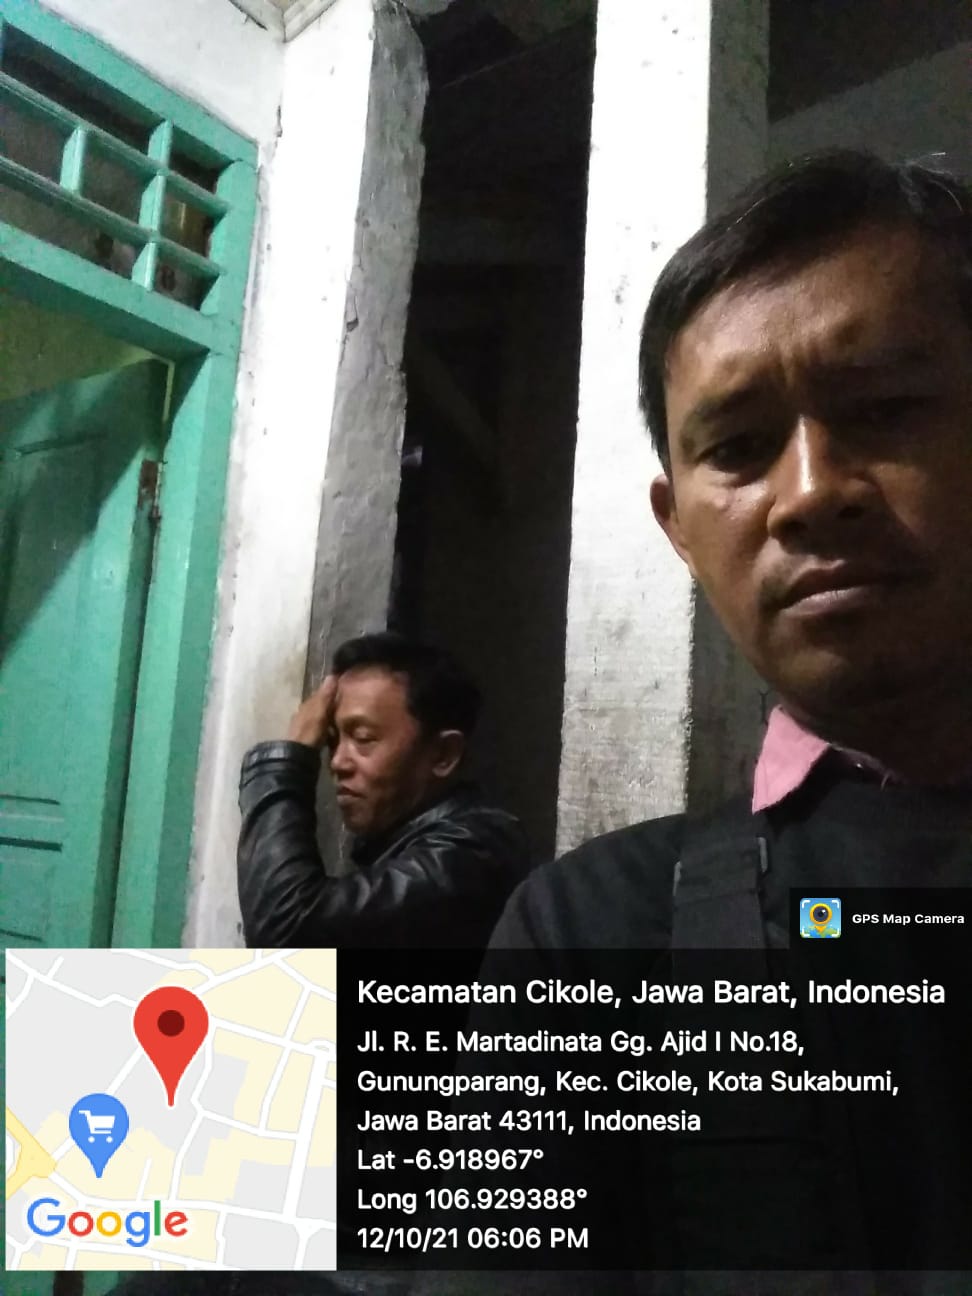 GPS Map Camera
Kecamatan Cikole, Jawa Barat, Indonesia
Jl. R. E. Martadinata Gg. Ajid I No.18,
Gunungparang, Kec. Cikole, Kota Sukabumi,
Jawa Barat 43111, Indonesia
Lat -6.918967°
Long 106.929388°
12/10/21 06:06 PM
Google